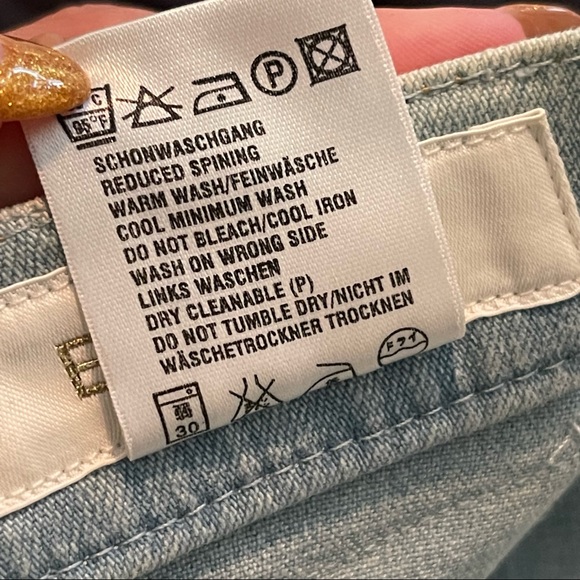 C
95°F
P
SCHONWASCHGANG
REDUCED SPINING
WARM WASH/FEINWÄSCHE
COOL MINIMUM WASH
DO NOT BLEACH/COOL IRON
WASH ON WRONG SIDE
LINKS WASCHEN
DRY CLEANABLE (P)
DO NOT TUMBLE DRY/NICHT IM
WÄSCHETROCKNER TROCKNEN
ドライ
30
E